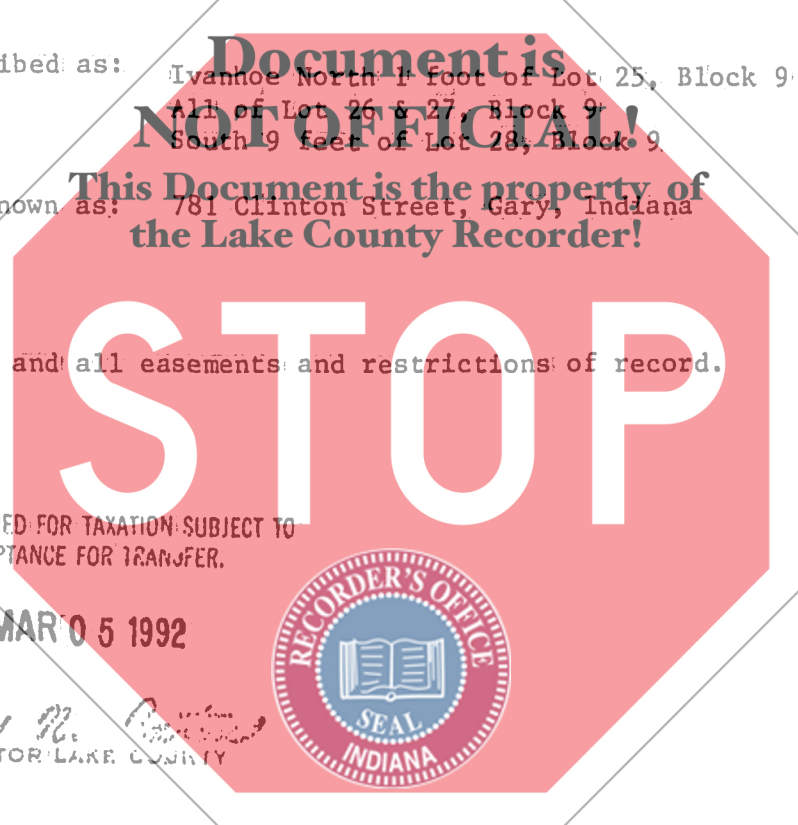 Document is
ibed as: Ivanhoe North 1 foot of Lot 25, Block 9
All of Lot 26 & 27, Block 9
NOT OFFICIAL!
South 9 feet of Lot 28, Block 9
This Document is the property of
nown as: 781 Clinton Street, Gary, Indiana
the Lake County Recorder!
STOP
and all easements and restrictions of record.
ED FOR TAXATION SUBJECT TO
PTANCE FOR TRANSFER.
MAR 05 1992
TOR LAKE COUNTY
RECORDER'S OFFICE
SEAL
INDIANA